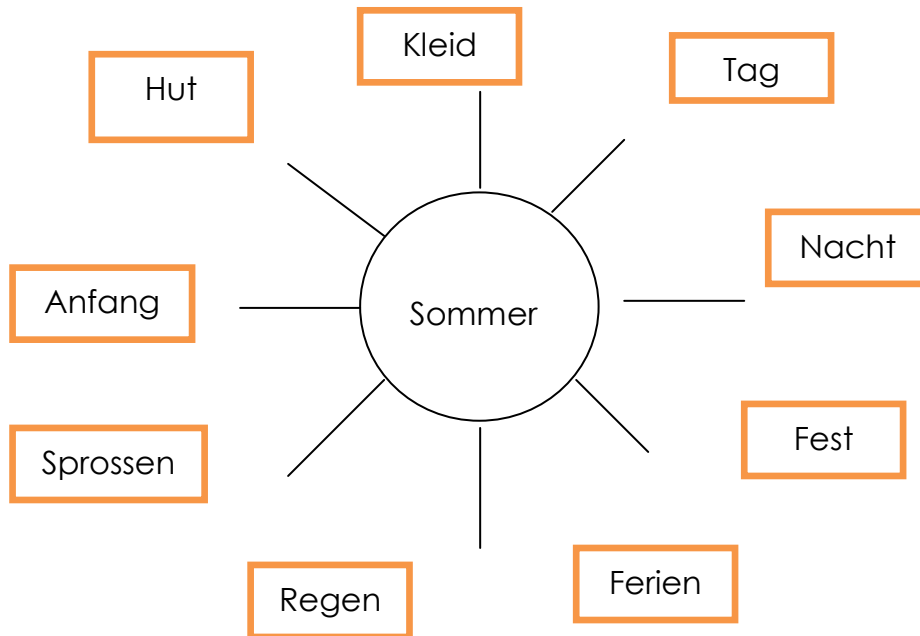 Kleid
Hut
Tag
Nacht
Anfang
Sommer
Fest
Sprossen
Ferien
Regen